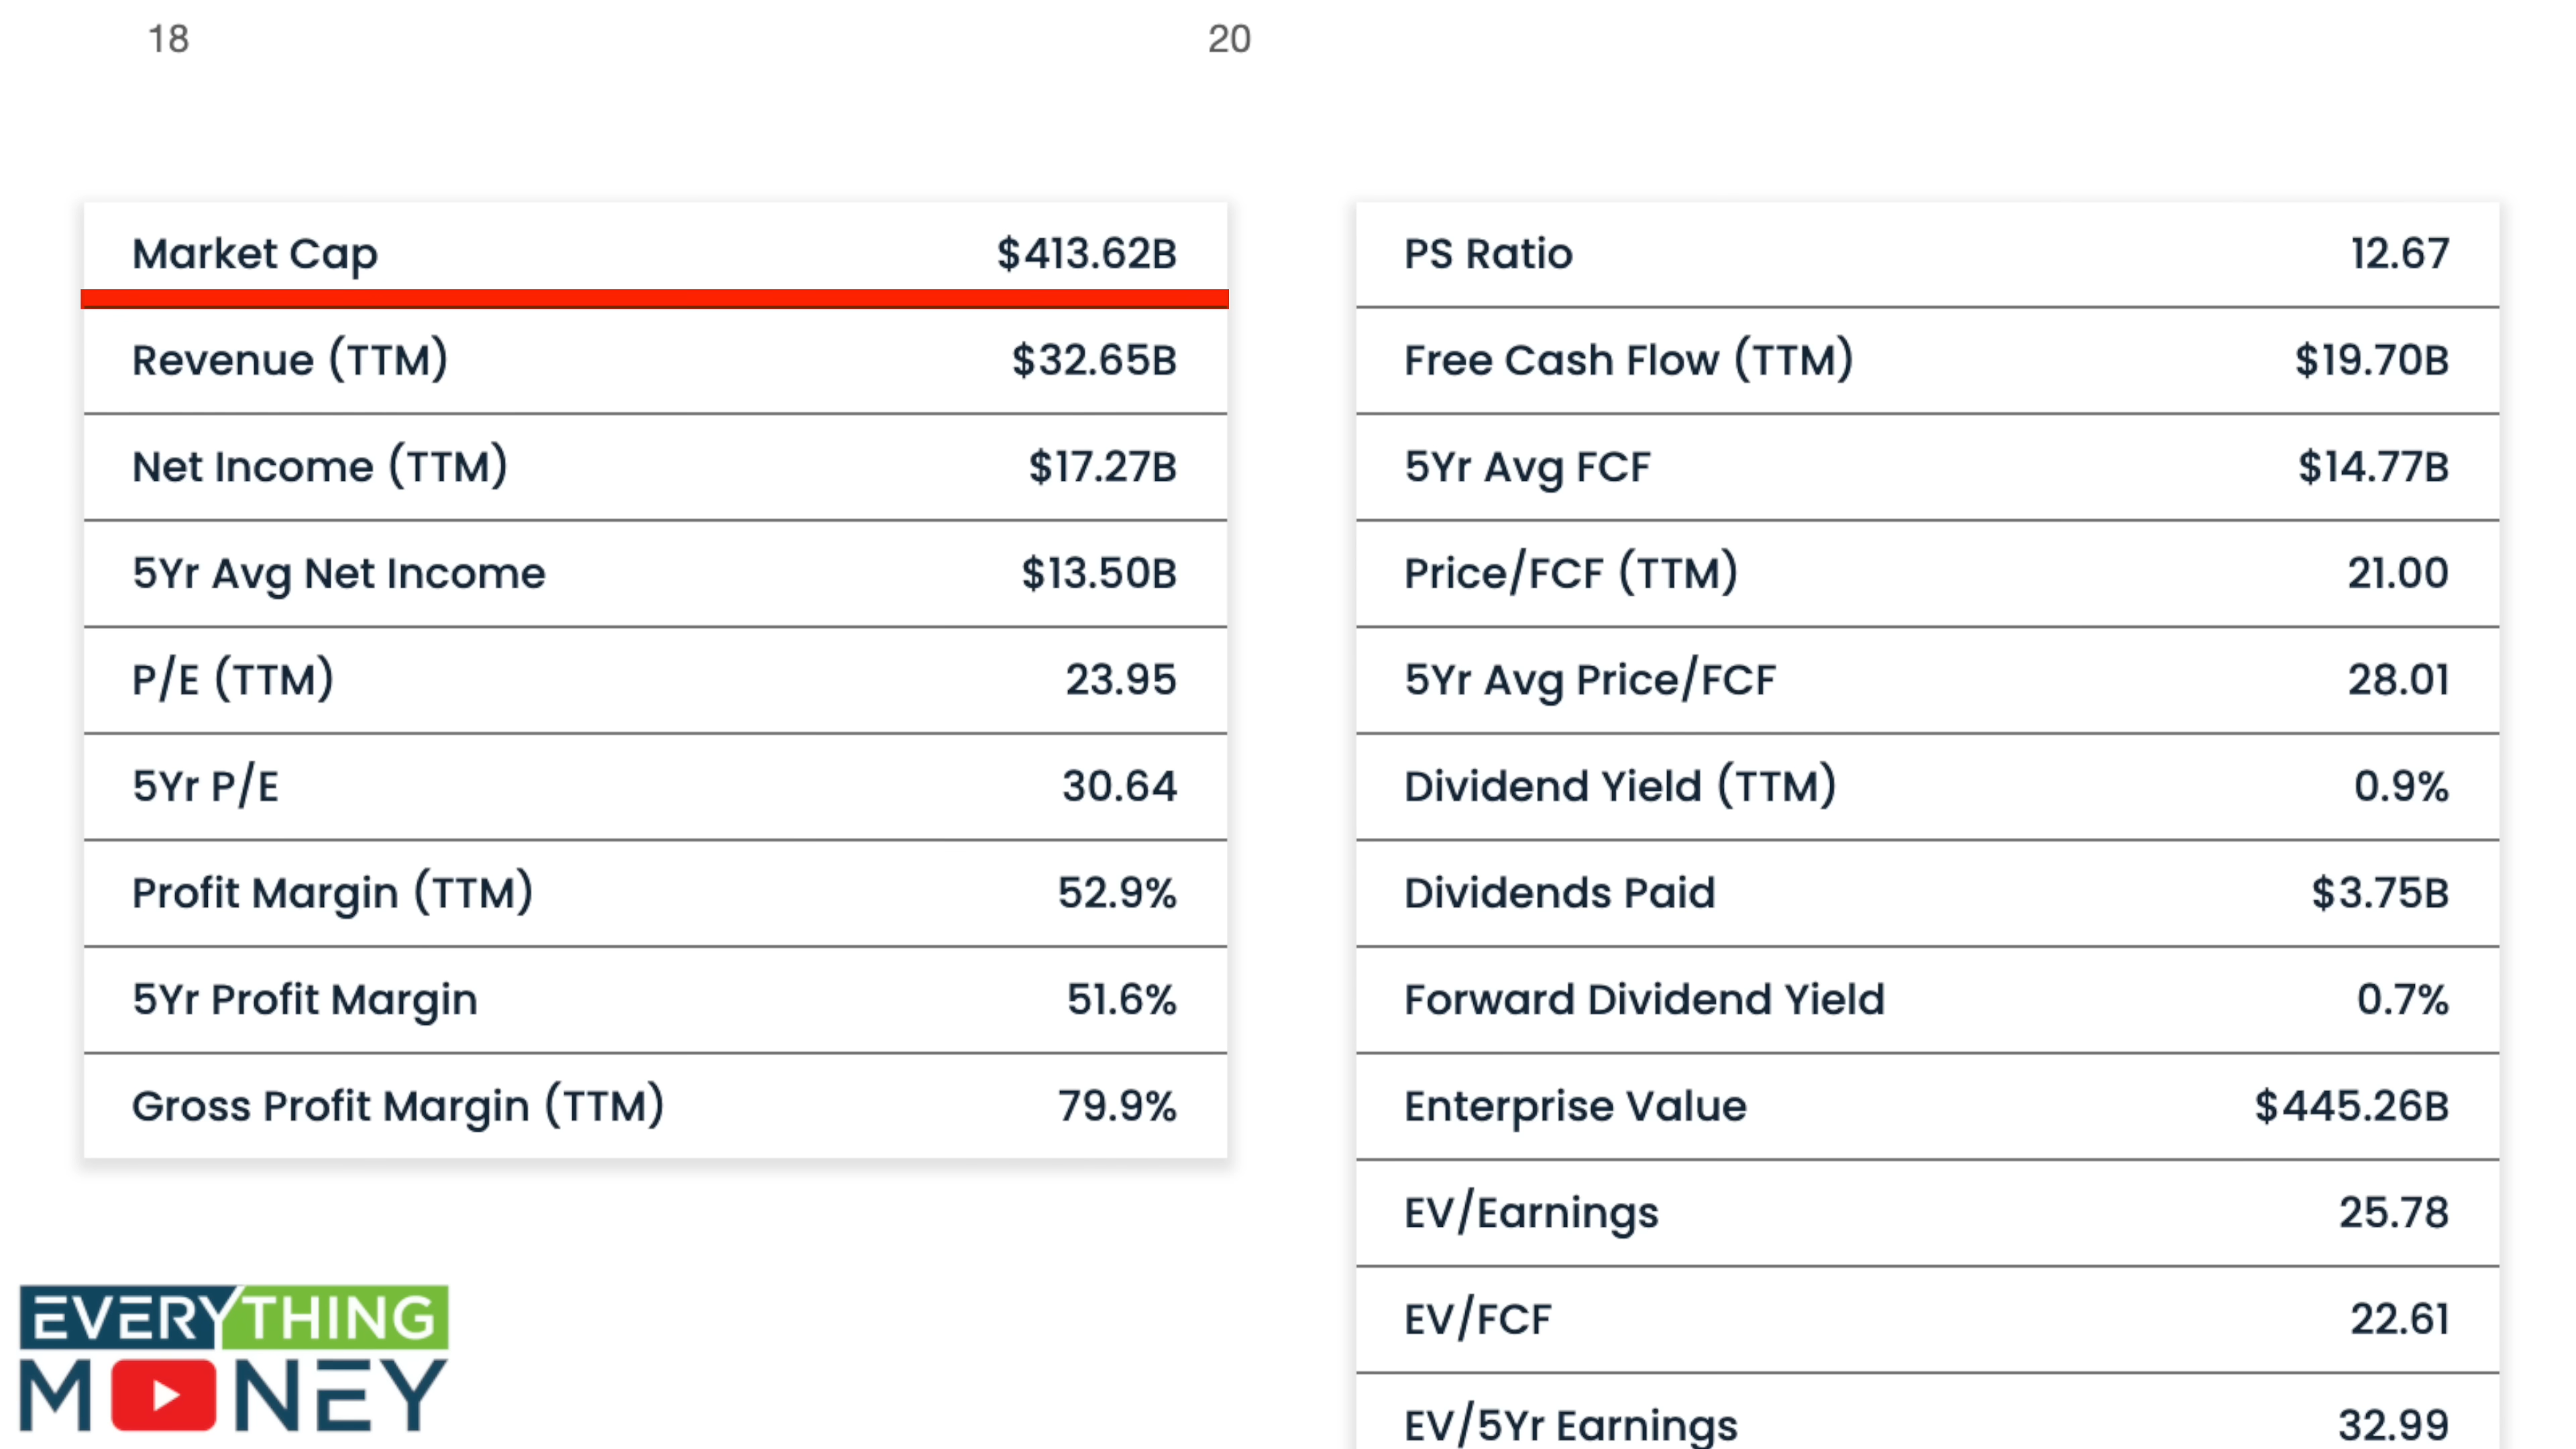 18 20
Market Cap $413.62B
Revenue (TTM) $32.65B
Net Income (TTM) $17.27B
5Yr Avg Net Income $13.50B
P/E (TTM) 23.95
5Yr P/E 30.64
Profit Margin (TTM) 52.9%
5Yr Profit Margin 51.6%
Gross Profit Margin (TTM) 79.9%
PS Ratio 12.67
Free Cash Flow (TTM) $19.70B
5Yr Avg FCF $14.77B
Price/FCF (TTM) 21.00
5Yr Avg Price/FCF 28.01
Dividend Yield (TTM) 0.9%
Dividends Paid $3.75B
Forward Dividend Yield 0.7%
Enterprise Value $445.26B
EV/Earnings 25.78
EV/FCF 22.61
EV/5Yr Earnings 32.99
EVERYTHING
MONEY